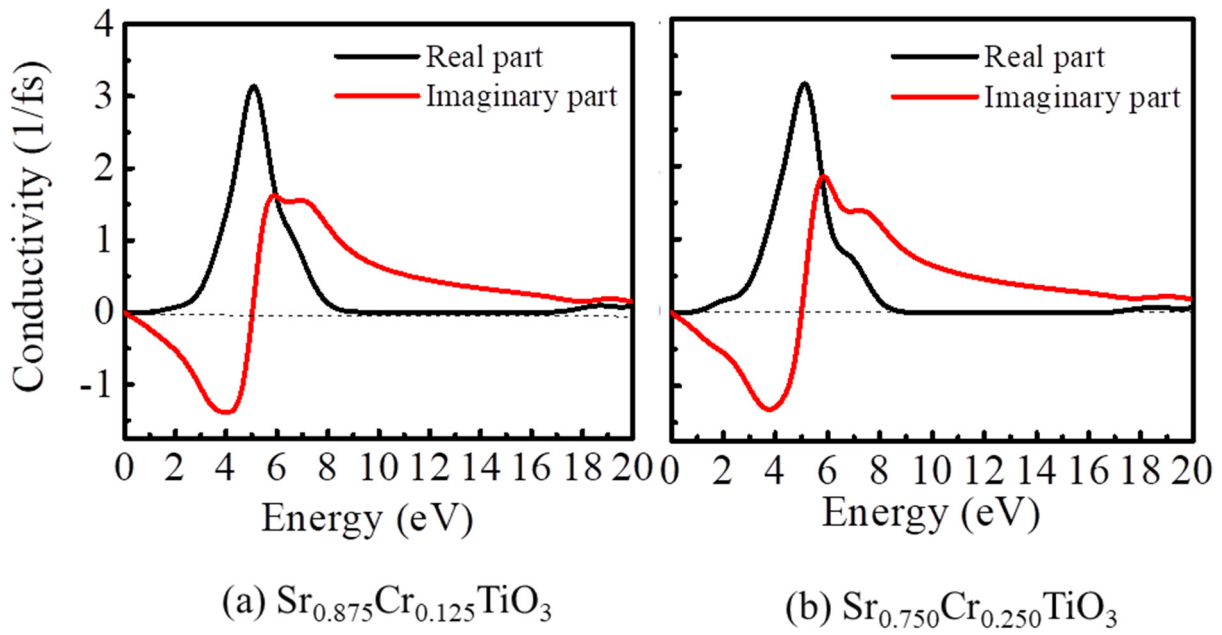 4
3
2
1
0
-1
Conductivity (1/fs)
Real part
Imaginary part
0 2 4 6 8 10 12 14 16 18 20
Energy (eV)
(a) Sr0.875Cr0.125TiO3
Real part
Imaginary part
0 2 4 6 8 10 12 14 16 18 20
Energy (eV)
(b) Sr0.750Cr0.250TiO3